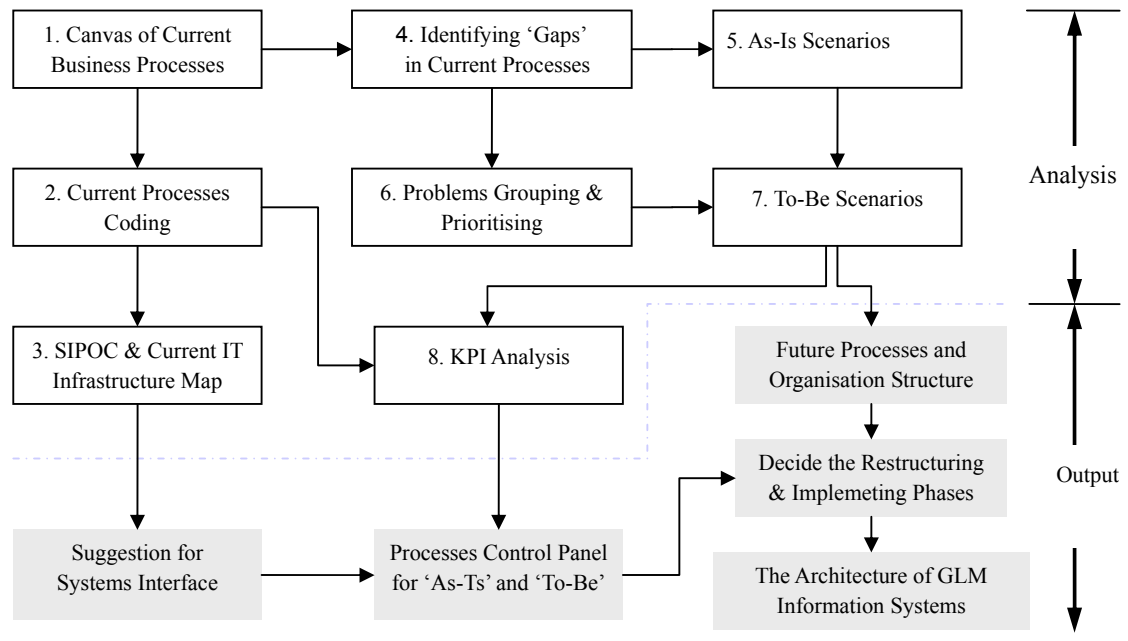 1. Canvas of Current
Business Processes
4. Identifying ‘Gaps’
in Current Processes
5. As-Is Scenarios
2. Current Processes
Coding
6. Problems Grouping &
Prioritising
7. To-Be Scenarios
Analysis
3. SIPOC & Current IT
Infrastructure Map
8. KPI Analysis
Future Processes and
Organisation Structure
Decide the Restructuring
& Implemeting Phases
Output
Suggestion for
Systems Interface
Processes Control Panel
for ‘As-Ts’ and ‘To-Be’
The Architecture of GLM
Information Systems